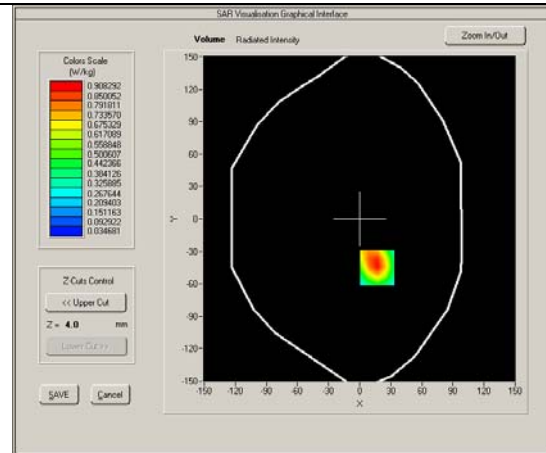 SAR Visualisation Graphical Interface
Volume Radiated Intensity
Zoom In/Out
Colors Scale
(W/kg)
0.908292
0.850052
0.791811
0.733570
0.675329
0.617089
0.558848
0.500607
0.442366
0.384126
0.325885
0.267644
0.209403
0.151163
0.092922
0.034681
Z-Cuts Control
<< Upper Cut
Z = 4.0 mm
Lower Cut >>
SAVE Cancel
150
120
90
60
30
Y 0
-30
-60
-90
-120
-150
-150 -120 -90 -60 -30 0 30 60 90 120 150
X